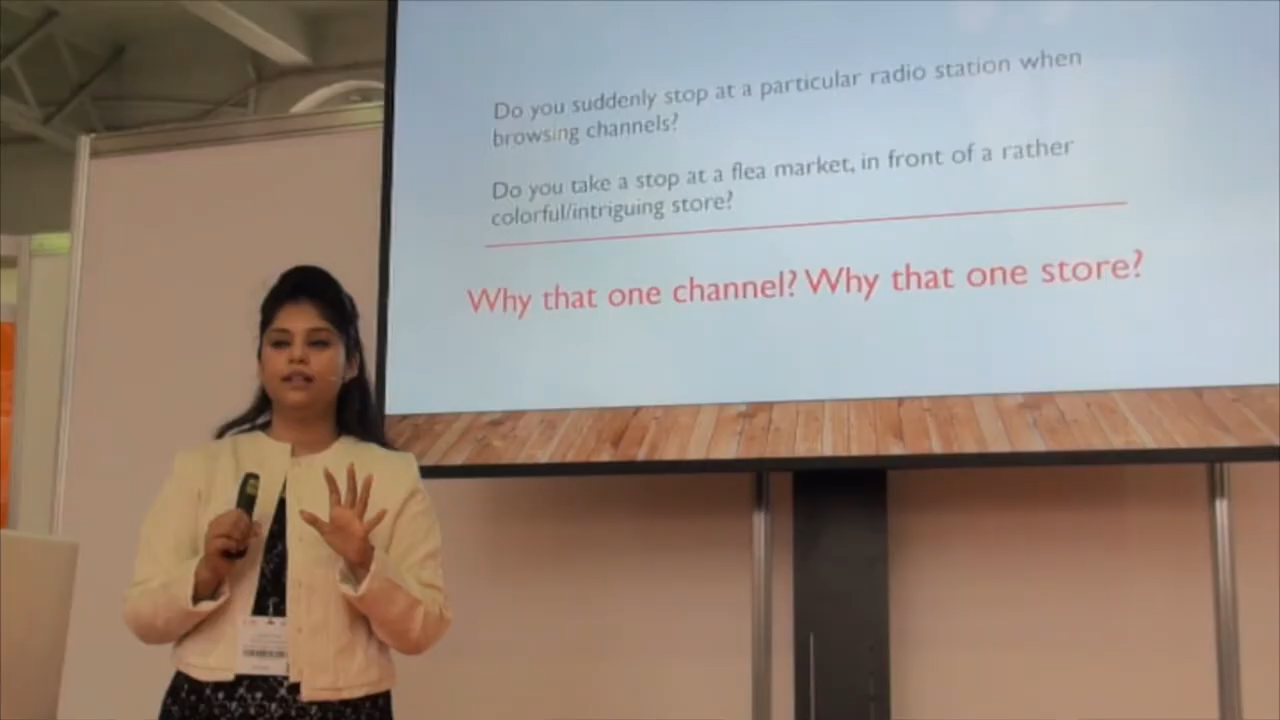 Do you suddenly stop at a particular radio station when
browsing channels?
Do you take a stop at a flea market, in front of a rather
colorful/intriguing store?
Why that one channel? Why that one store?